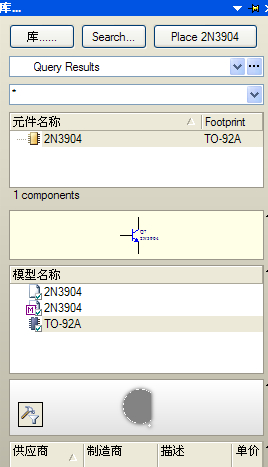 库...
库......
Search...
Place 2N3904
Query Results
...
*
元件名称 Footprint
2N3904 TO-92A
1 components
Q?
2N3904
模型名称
2N3904
M 2N3904
TO-92A
供应商 制造商 描述 单价